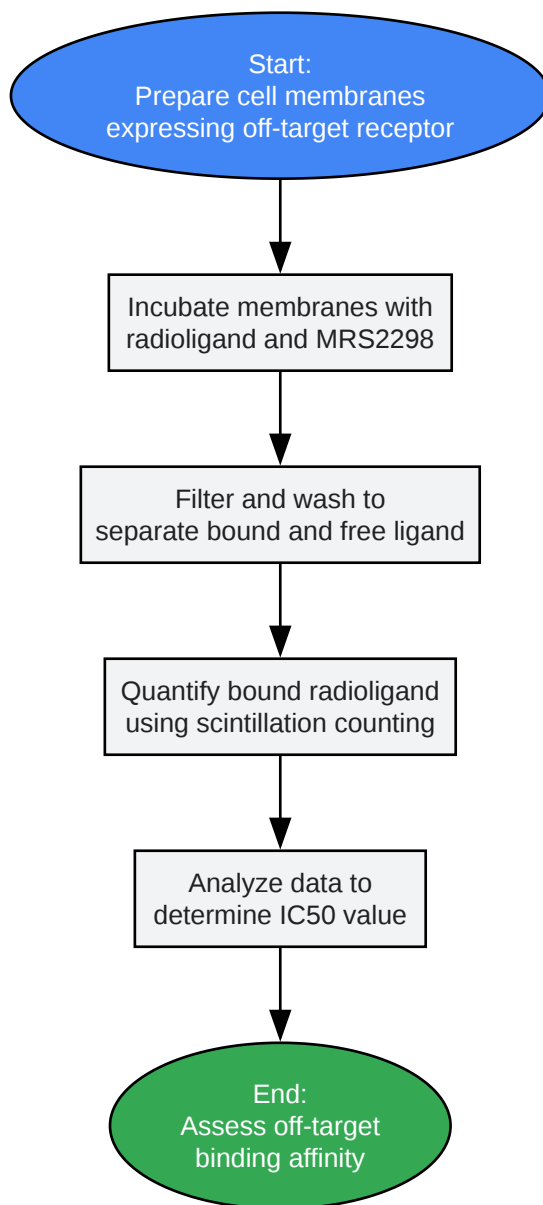 Start:
Prepare cell membranes
expressing off-target receptor
Incubate membranes with
radioligand and MRS2298
Filter and wash to
separate bound and free ligand
Quantify bound radioligand
using scintillation counting
Analyze data to
determine IC50 value
End:
Assess off-target
binding affinity